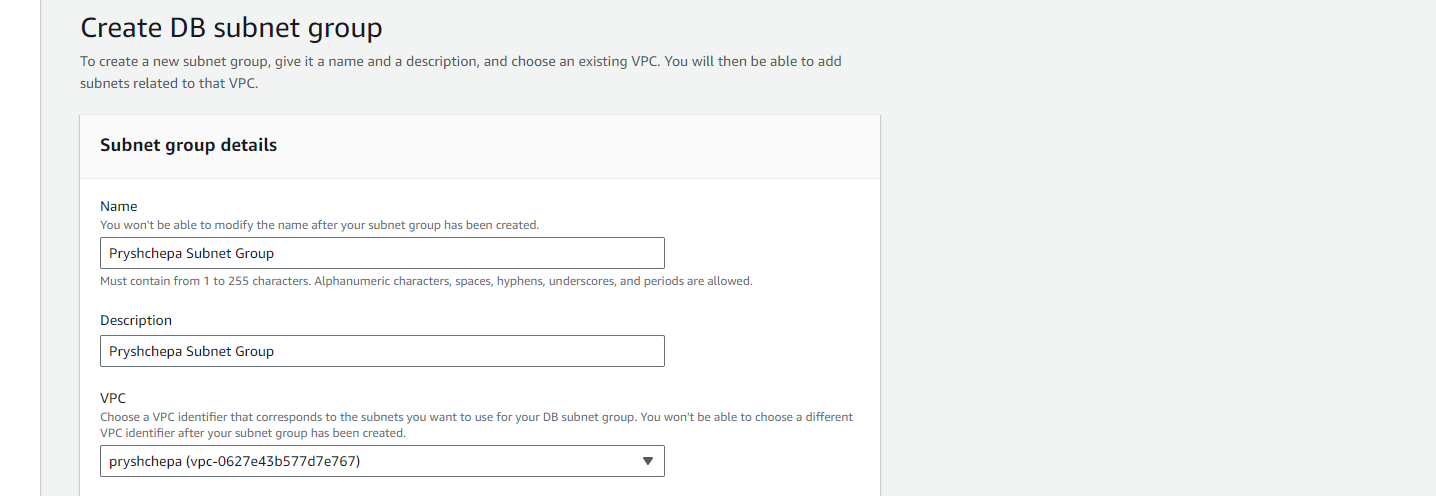 Create DB subnet group
To create a new subnet group, give it a name and a description, and choose an existing VPC. You will then be able to add
subnets related to that VPC.
Subnet group details
Name
You won't be able to modify the name after your subnet group has been created.
Pryshchepa Subnet Group
Must contain from 1 to 255 characters. Alphanumeric characters, spaces, hyphens, underscores, and periods are allowed.
Description
Pryshchepa Subnet Group
VPC
Choose a VPC identifier that corresponds to the subnets you want to use for your DB subnet group. You won't be able to choose a different
VPC identifier after your subnet group has been created.
pryshchepa (vpc-0627e43b577d7e767)